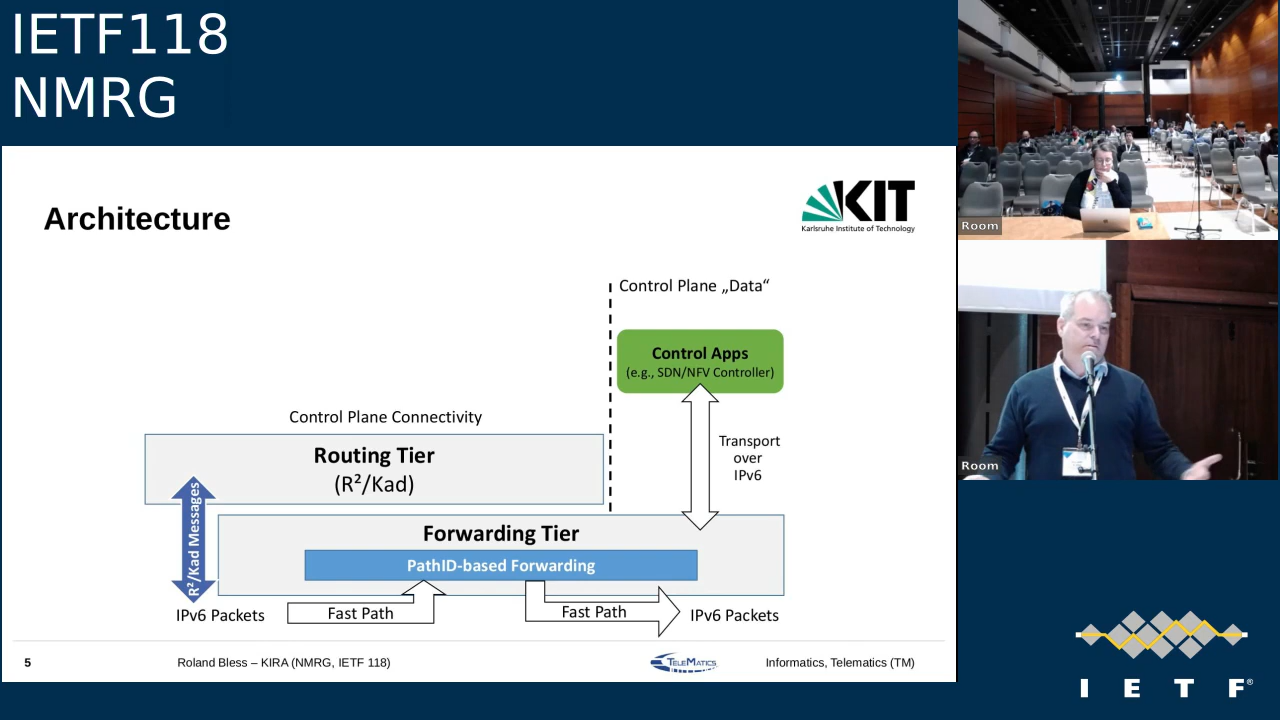 IETF118
NMRG
Architecture
KIT
Karlsruhe Institute of Technology
Control Plane „Data“
Control Apps
(e.g., SDN/NFV Controller)
Control Plane Connectivity
Routing Tier
(R²/Kad)
Transport
over
IPv6
R²/Kad Messages
Forwarding Tier
PathID-based Forwarding
IPv6 Packets
Fast Path
Fast Path
IPv6 Packets
5
Roland Bless – KIRA (NMRG, IETF 118)
TELEMATICS
Informatics, Telematics (TM)
Room
Room
I E T F®